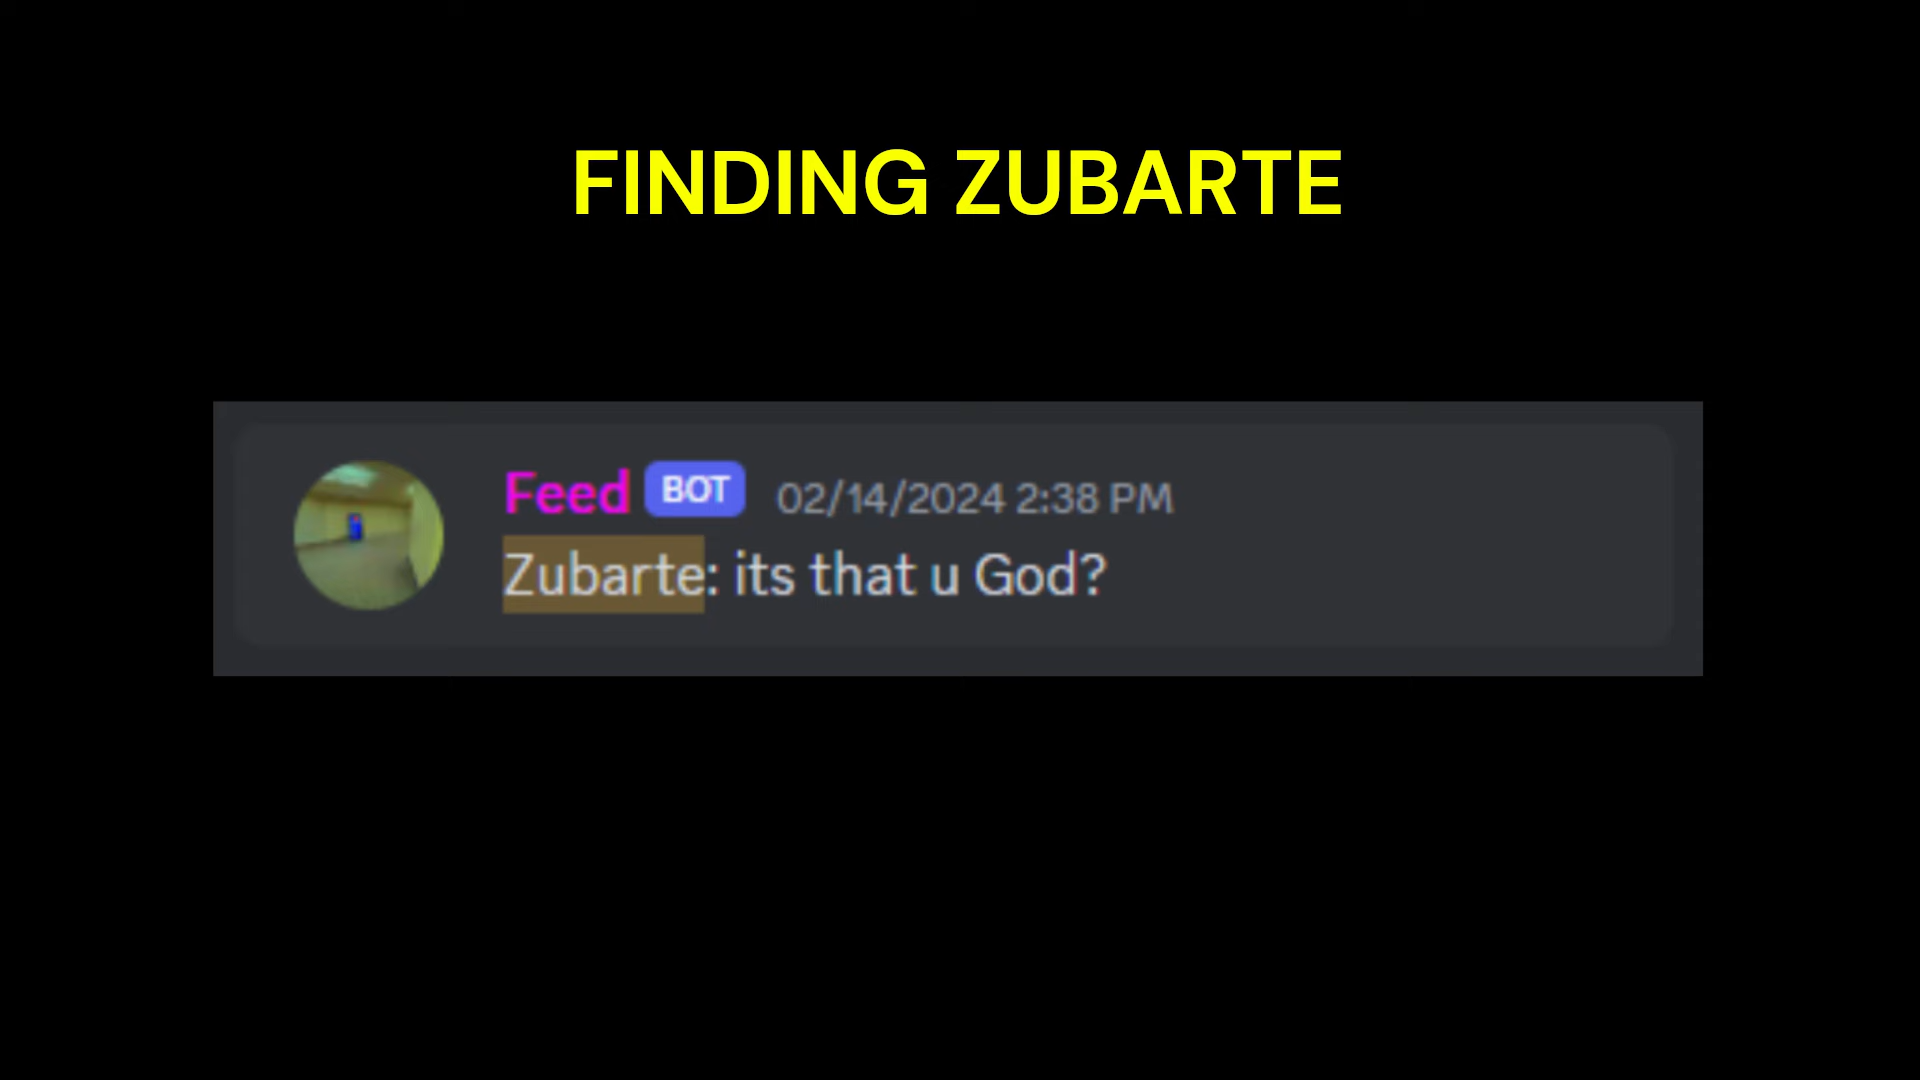 FINDING ZUBARTE
Feed BOT 02/14/2024 2:38 PM
Zubarte: its that u God?